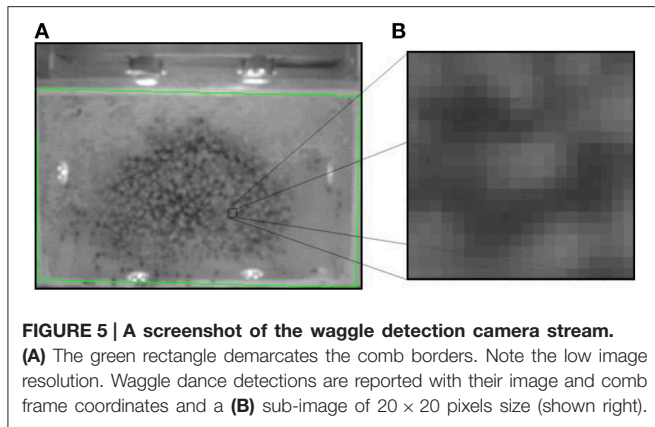 A
B
FIGURE 5 | A screenshot of the waggle detection camera stream.
(A) The green rectangle demarcates the comb borders. Note the low image
resolution. Waggle dance detections are reported with their image and comb
frame coordinates and a (B) sub-image of 20 × 20 pixels size (shown right).